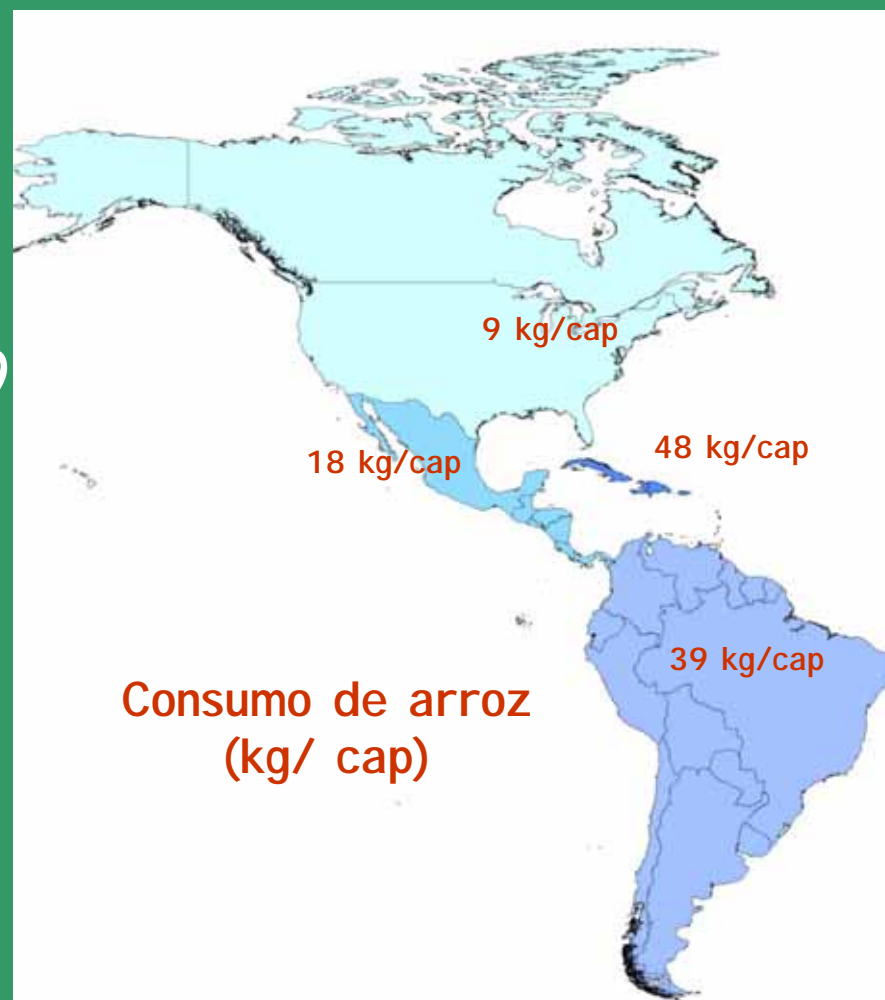 9 kg/cap
48 kg/cap
18 kg/cap
39 kg/cap
Consumo de arroz
(kg/ cap)